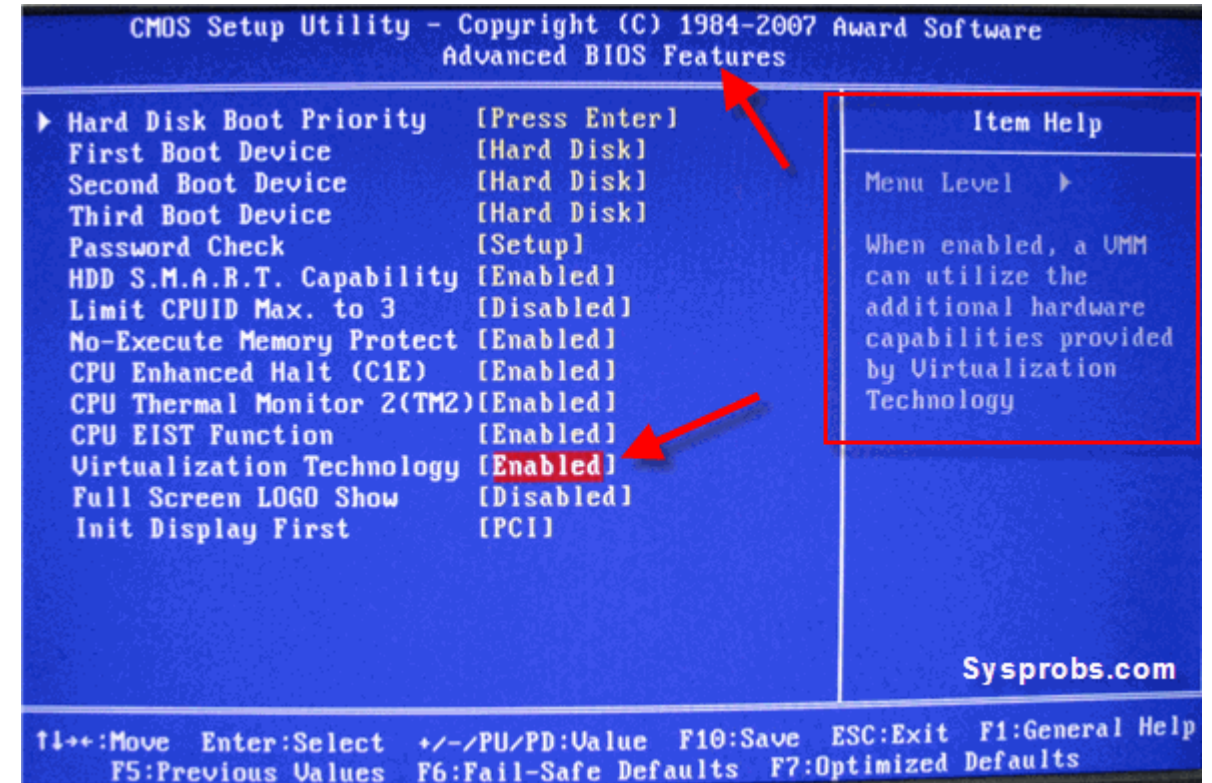 CMOS Setup Utility – Copyright (C) 1984-2007 Award Software
Advanced BIOS Features
Hard Disk Boot Priority [Press Enter]
First Boot Device [Hard Disk]
Second Boot Device [Hard Disk]
Third Boot Device [Hard Disk]
Password Check [Setup]
HDD S.M.A.R.T. Capability [Enabled]
Limit CPUID Max. to 3 [Disabled]
No-Execute Memory Protect [Enabled]
CPU Enhanced Halt (C1E) [Enabled]
CPU Thermal Monitor 2(TM2)[Enabled]
CPU EIST Function [Enabled]
Virtualization Technology [Enabled]
Full Screen LOGO Show [Disabled]
Init Display First [PCI]
Item Help
Menu Level
When enabled, a VMM
can utilize the
additional hardware
capabilities provided
by Virtualization
Technology
Sysprobs.com
↑↓→←:Move Enter:Select +/-/PU/PD:Value F10:Save ESC:Exit F1:General Help
F5:Previous Values F6:Fail-Safe Defaults F7:Optimized Defaults